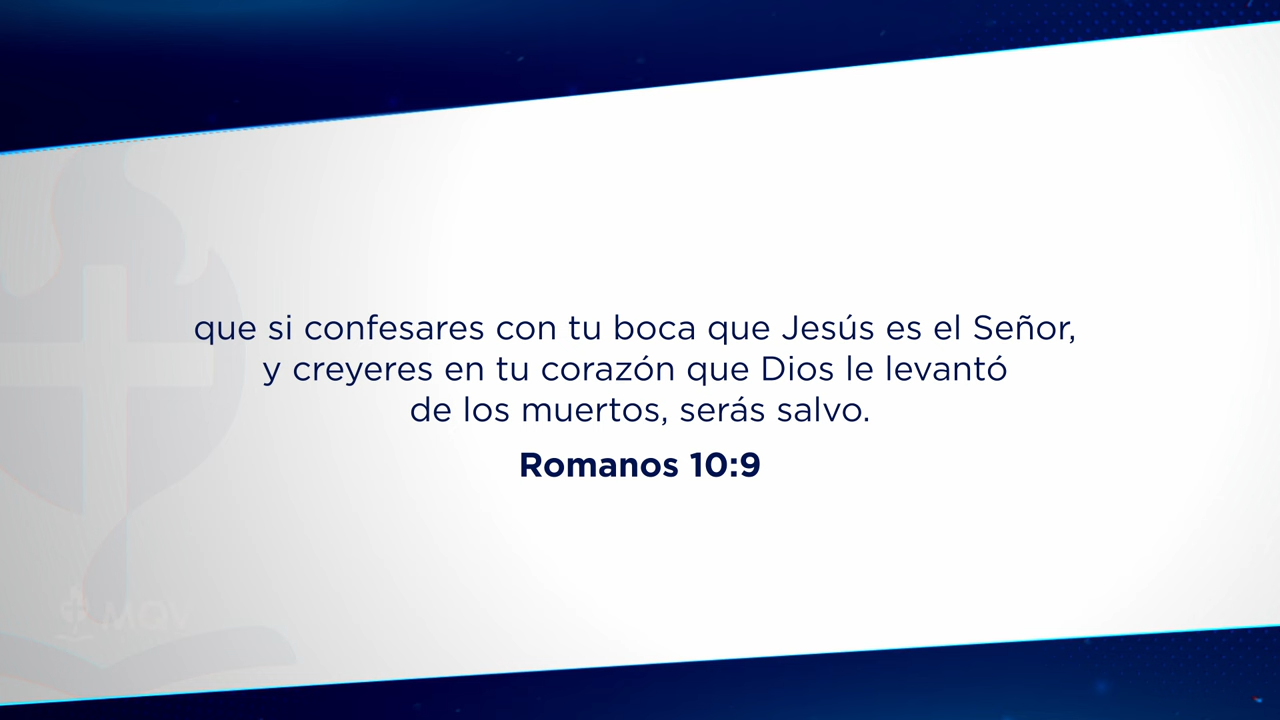 que si confesares con tu boca que Jesús es el Señor,
y creyeres en tu corazón que Dios le levantó
de los muertos, serás salvo.
Romanos 10:9